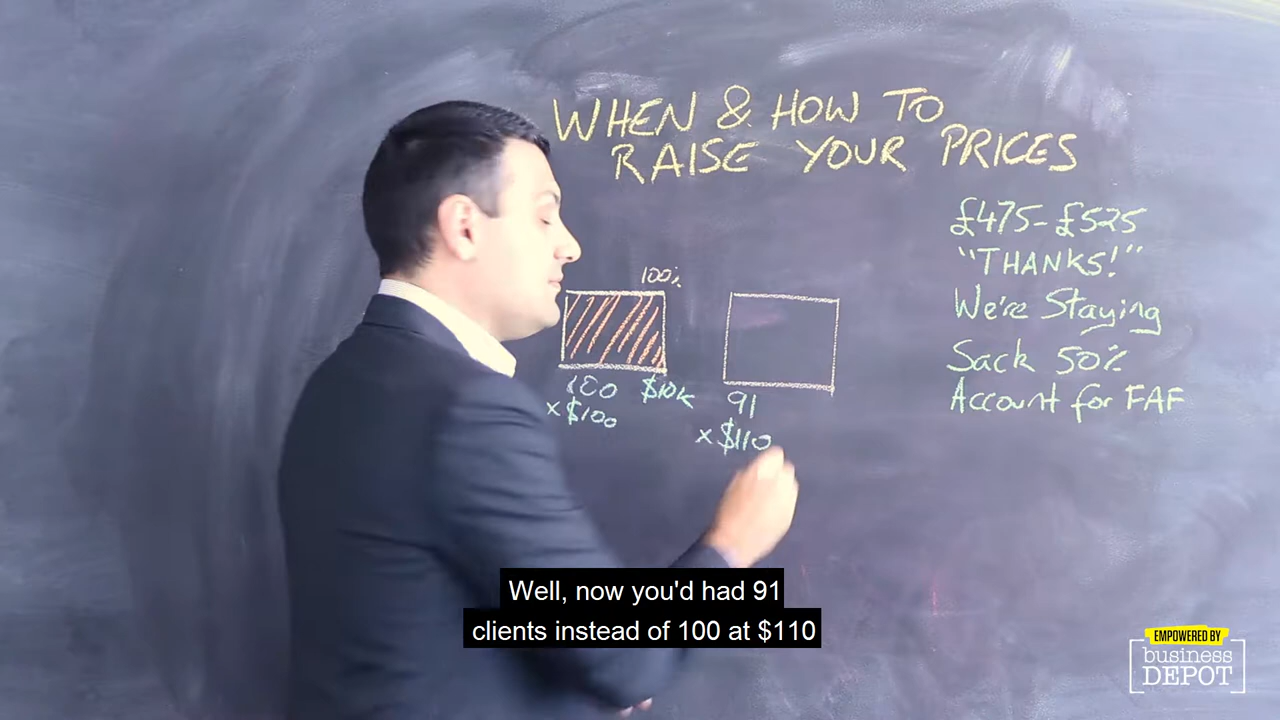 WHEN & HOW TO
RAISE YOUR PRICES
£475-£525
"THANKS!"
We're Staying
Sack 50%
Account for FAF
100%
100
x$100
$10K
91
x$110
Well, now you'd had 91
clients instead of 100 at $110
EMPOWERED BY
business
DEPOT